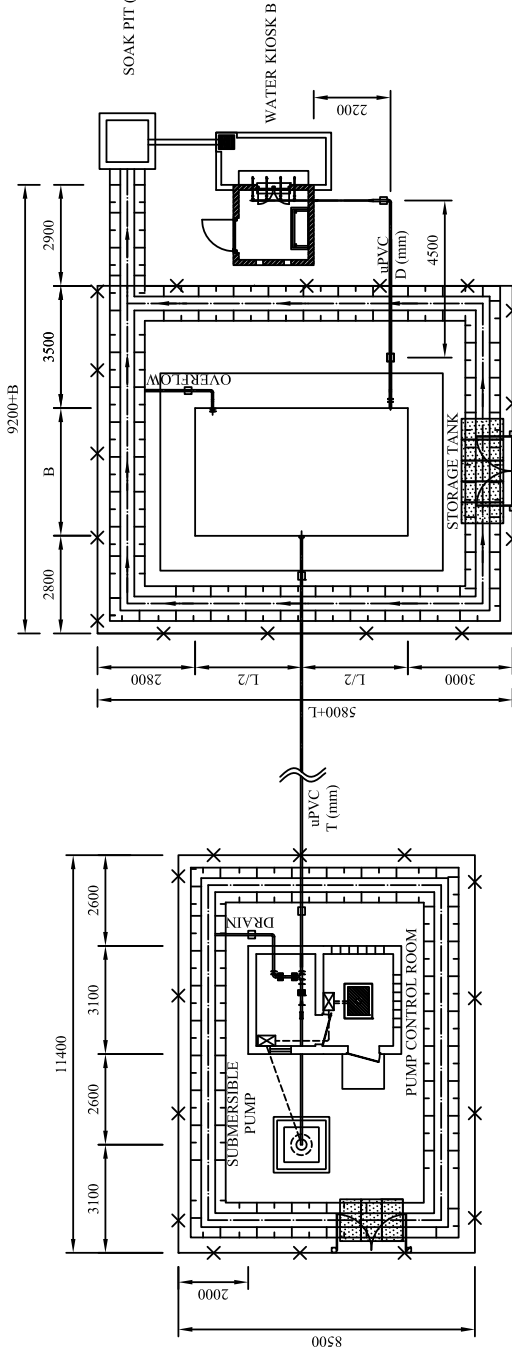 SOAK PIT (
WATER KIOSK B
2200
9200+B
2900
3500
B
2800
uPVC
D (mm)
4500
OVERFLOW
STORAGE TANK
2800
L/2
L/2
3000
5800+L
uPVC
T (mm)
11400
2600
3100
2600
3100
DRAIN
SUBMERSIBLE
PUMP
PUMP CONTROL ROOM
2000
8500